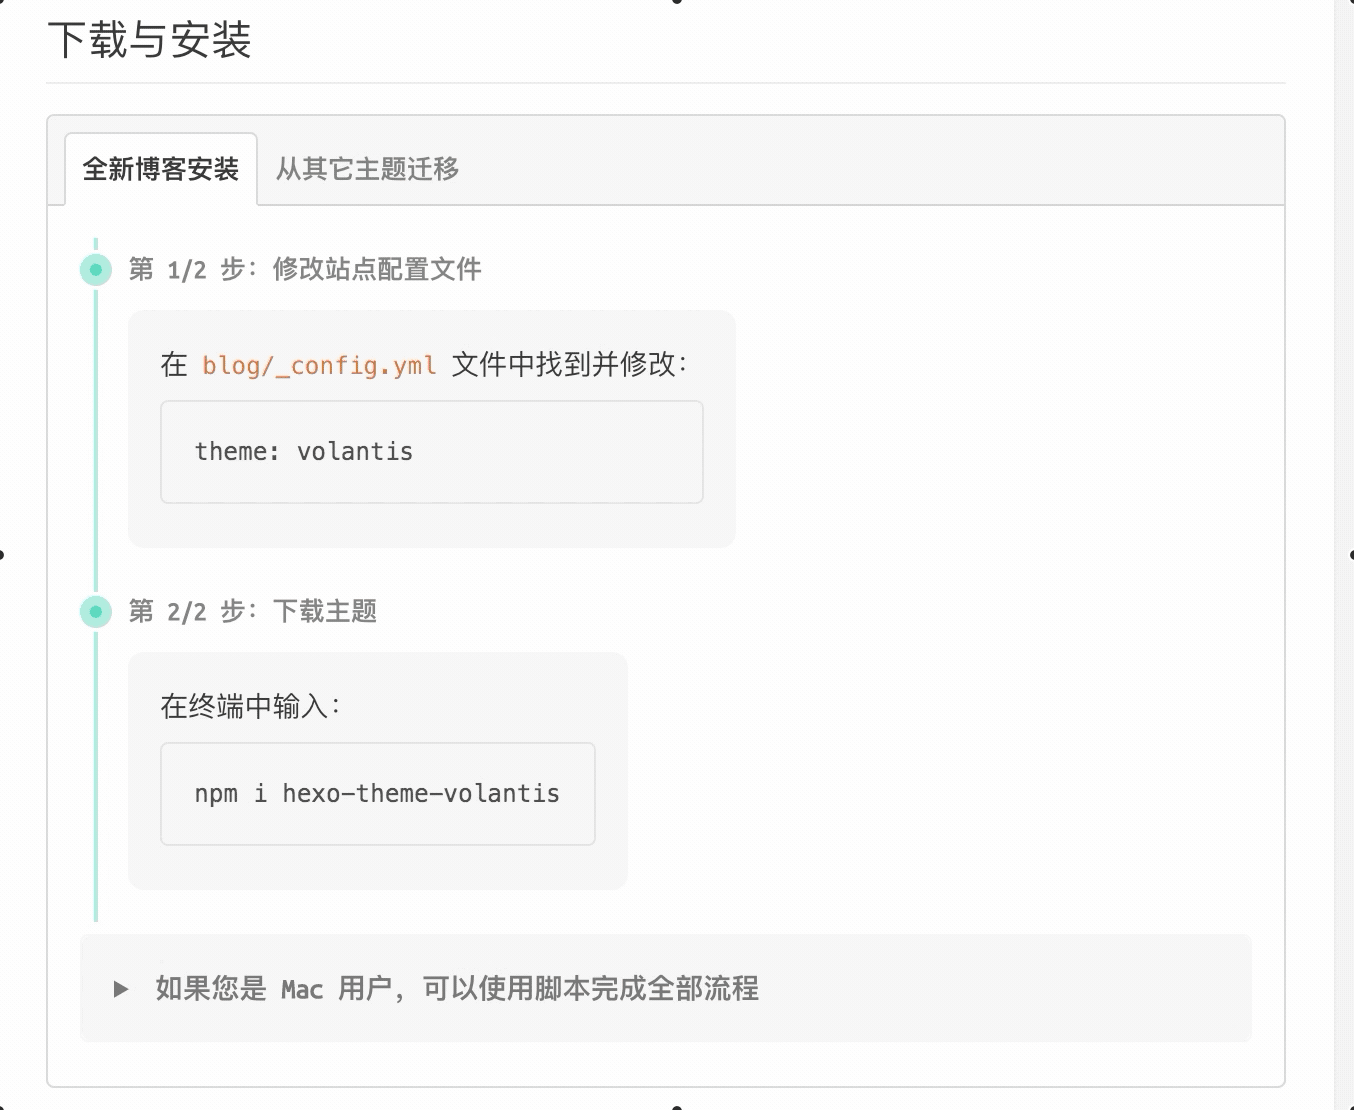 下载与安装
全新博客安装 从其它主题迁移
第 1/2 步：修改站点配置文件
在 blog/_config.yml 文件中找到并修改：
theme: volantis
第 2/2 步：下载主题
在终端中输入：
npm i hexo-theme-volantis
如果您是 Mac 用户，可以使用脚本完成全部流程